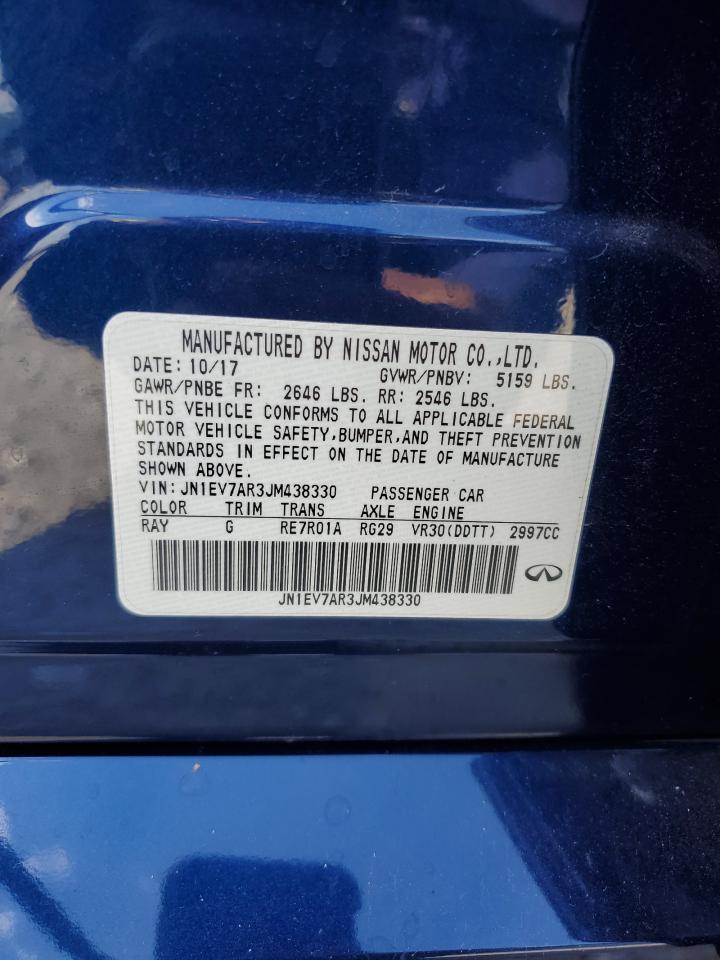 MANUFACTURED BY NISSAN MOTOR CO.,LTD.
DATE: 10/17 GVWR/PNBV: 5159 LBS.
GAWR/PNBE FR: 2646 LBS. RR: 2546 LBS.
THIS VEHICLE CONFORMS TO ALL APPLICABLE FEDERAL
MOTOR VEHICLE SAFETY,BUMPER,AND THEFT PREVENTION
STANDARDS IN EFFECT ON THE DATE OF MANUFACTURE
SHOWN ABOVE.
VIN: JN1EV7AR3JM438330 PASSENGER CAR
COLOR TRIM TRANS AXLE ENGINE
RAY G RE7R01A RG29 VR30(DDTT) 2997CC
JN1EV7AR3JM438330